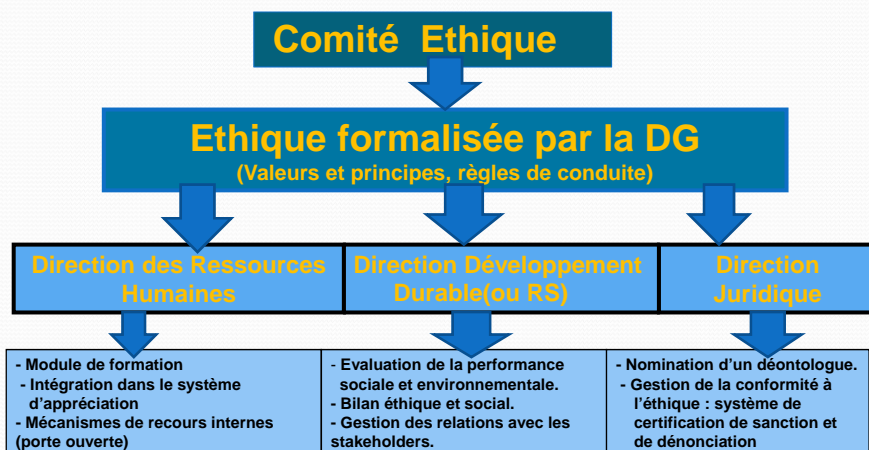 Comité Ethique
Ethique formalisée par la DG
(Valeurs et principes, règles de conduite)
Direction des Ressources
Humaines
Direction Développement
Durable(ou RS)
Direction
Juridique
- Module de formation
- Intégration dans le système
d’appréciation
- Mécanismes de recours internes
(porte ouverte)
- Evaluation de la performance
sociale et environnementale.
- Bilan éthique et social.
- Gestion des relations avec les
stakeholders.
- Nomination d’un déontologue.
- Gestion de la conformité à
l’éthique : système de
certification de sanction et
de dénonciation